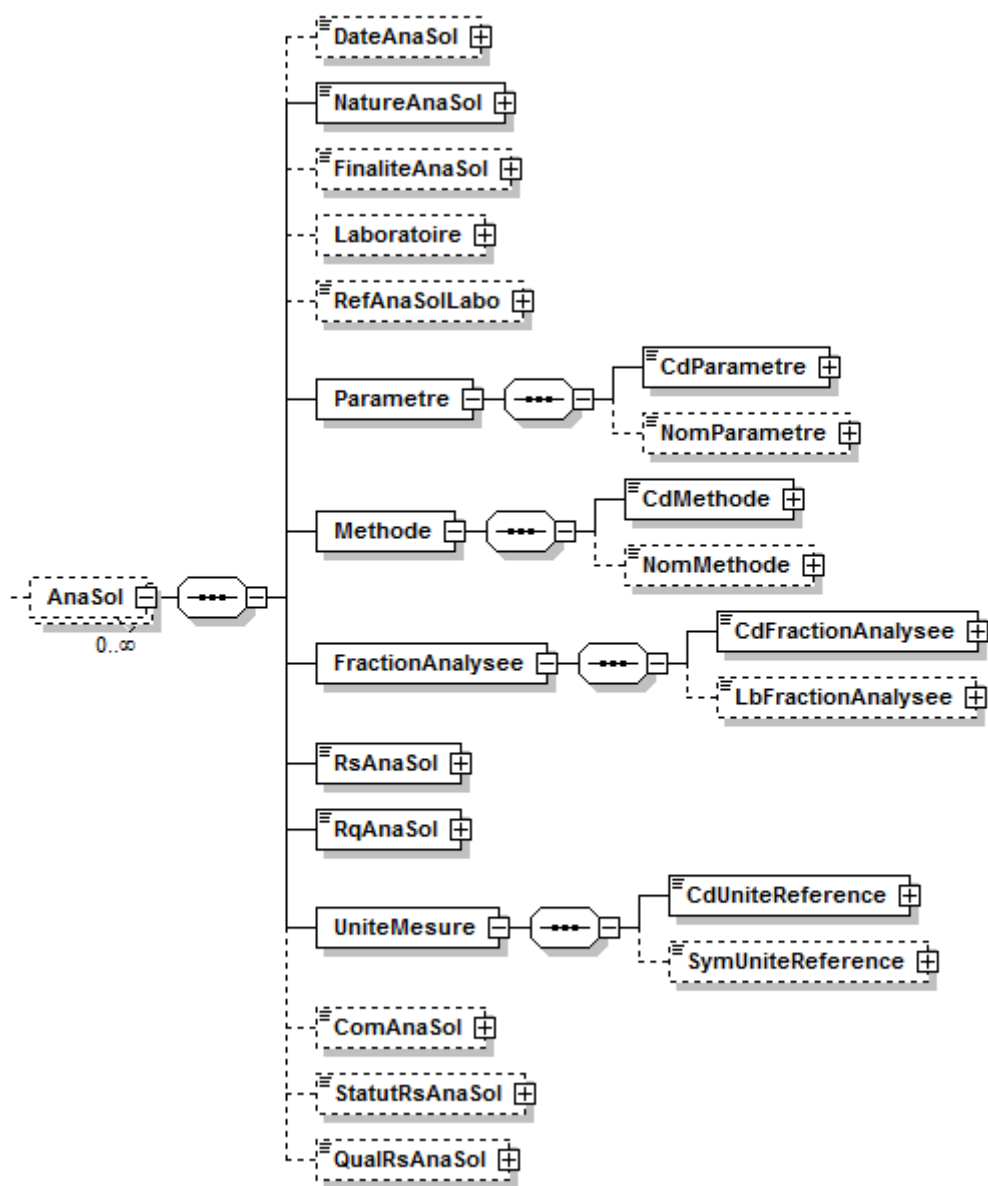 DateAnaSol
NatureAnaSol
FinaliteAnaSol
Laboratoire
RefAnaSolLabo
Parametre
CdParametre
NomParametre
Methode
CdMethode
NomMethode
AnaSol
0..∞
FractionAnalysee
CdFractionAnalysee
LbFractionAnalysee
RsAnaSol
RqAnaSol
UniteMesure
CdUniteReference
SymUniteReference
ComAnaSol
StatutRsAnaSol
QualRsAnaSol